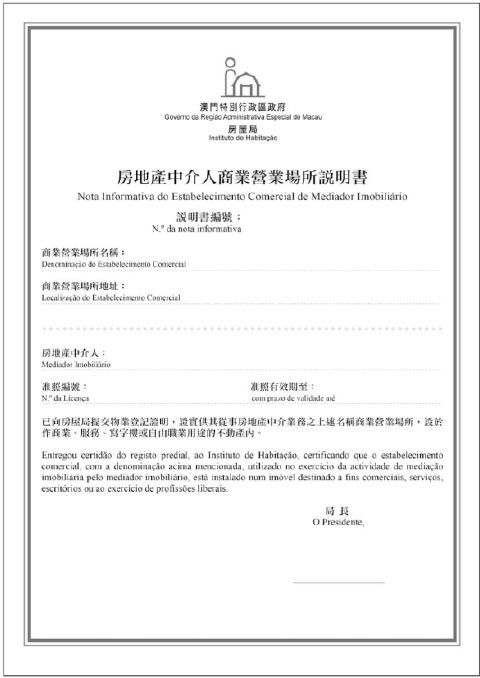 澳門特別行政區政府
Governo da Região Administrativa Especial de Macau
房屋局
Instituto de Habitação
房地產中介人商業營業場所說明書
Nota Informativa do Estabelecimento Comercial de Mediador Imobiliário
說明書編號：
N.º da nota informativa
商業營業場所名稱：
Denominação do Estabelecimento Comercial
商業營業場所地址：
Localização do Estabelecimento Comercial
房地產中介人：
Mediador Imobiliário
准照編號： 准照有效期至：
N.º da Licença com prazo de validade até
已向房屋局提交物業登記證明，證實供其從事房地產中介業務之上述名稱商業營業場所，設於
作商業、服務、寫字樓或自由職業用途的不動產內。
Entregou certidão do registo predial, ao Instituto de Habitação, certificando que o estabelecimento
comercial, com a denominação acima mencionada, utilizado no exercício da actividade de mediação
imobiliária pelo mediador imobiliário, está instalado num imóvel destinado a fins comerciais, serviços,
escritórios ou ao exercício de profissões liberais.
局 長
O Presidente,